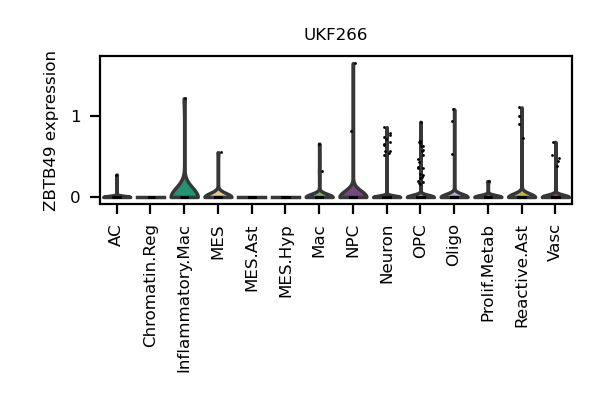 UKF266
ZBTB49 expression
1
0
AC
Chromatin.Reg
Inflammatory.Mac
MES
MES.Ast
MES.Hyp
Mac
NPC
Neuron
OPC
Oligo
Prolif.Metab
Reactive.Ast
Vasc